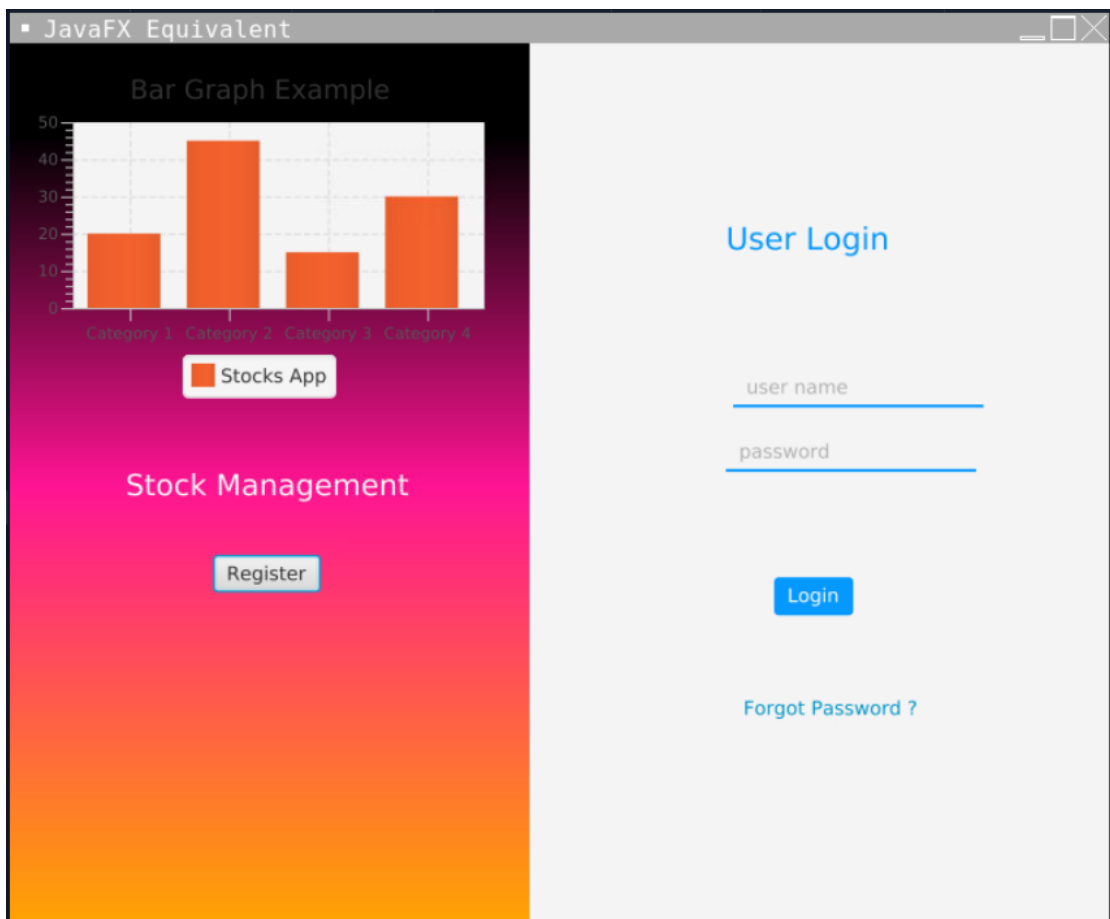 JavaFX Equivalent
Bar Graph Example
50
40
30
20
10
0
Category 1 Category 2 Category 3 Category 4
Stocks App
Stock Management
Register
User Login
user name
password
Login
Forgot Password ?